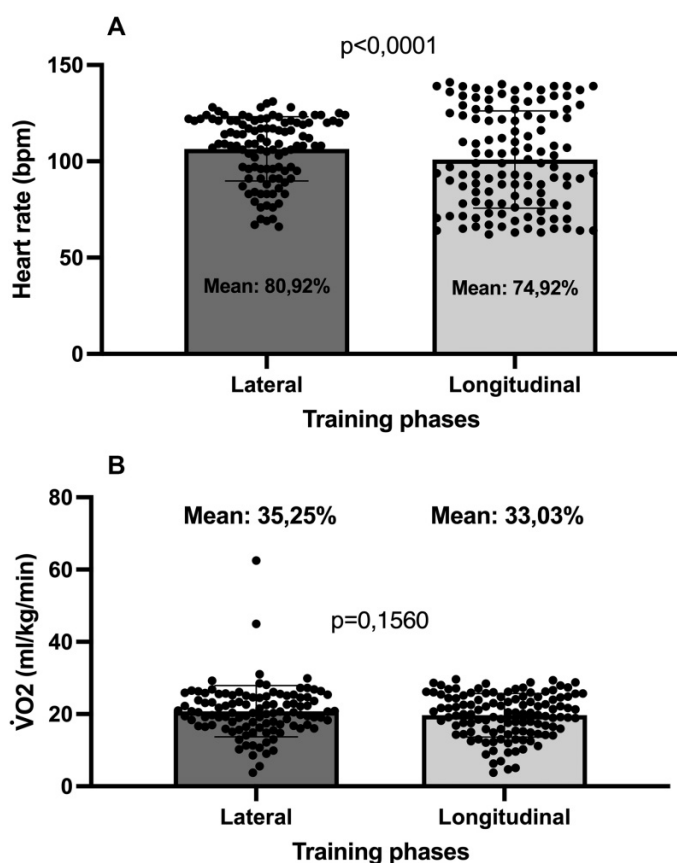 A
p<0,0001
150
100
50
0
Heart rate (bpm)
Mean: 80,92%
Mean: 74,92%
Lateral
Longitudinal
Training phases
B
80
60
40
20
0
V̇O2 (ml/kg/min)
Mean: 35,25%
Mean: 33,03%
p=0,1560
Lateral
Longitudinal
Training phases